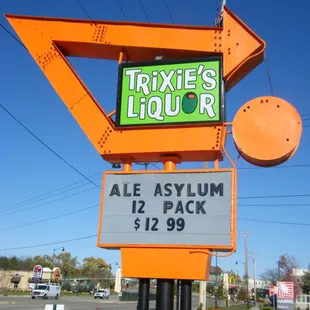 TRiXiE'S
LiQUOR
ALE ASYLUM
12 PACK
$12 99